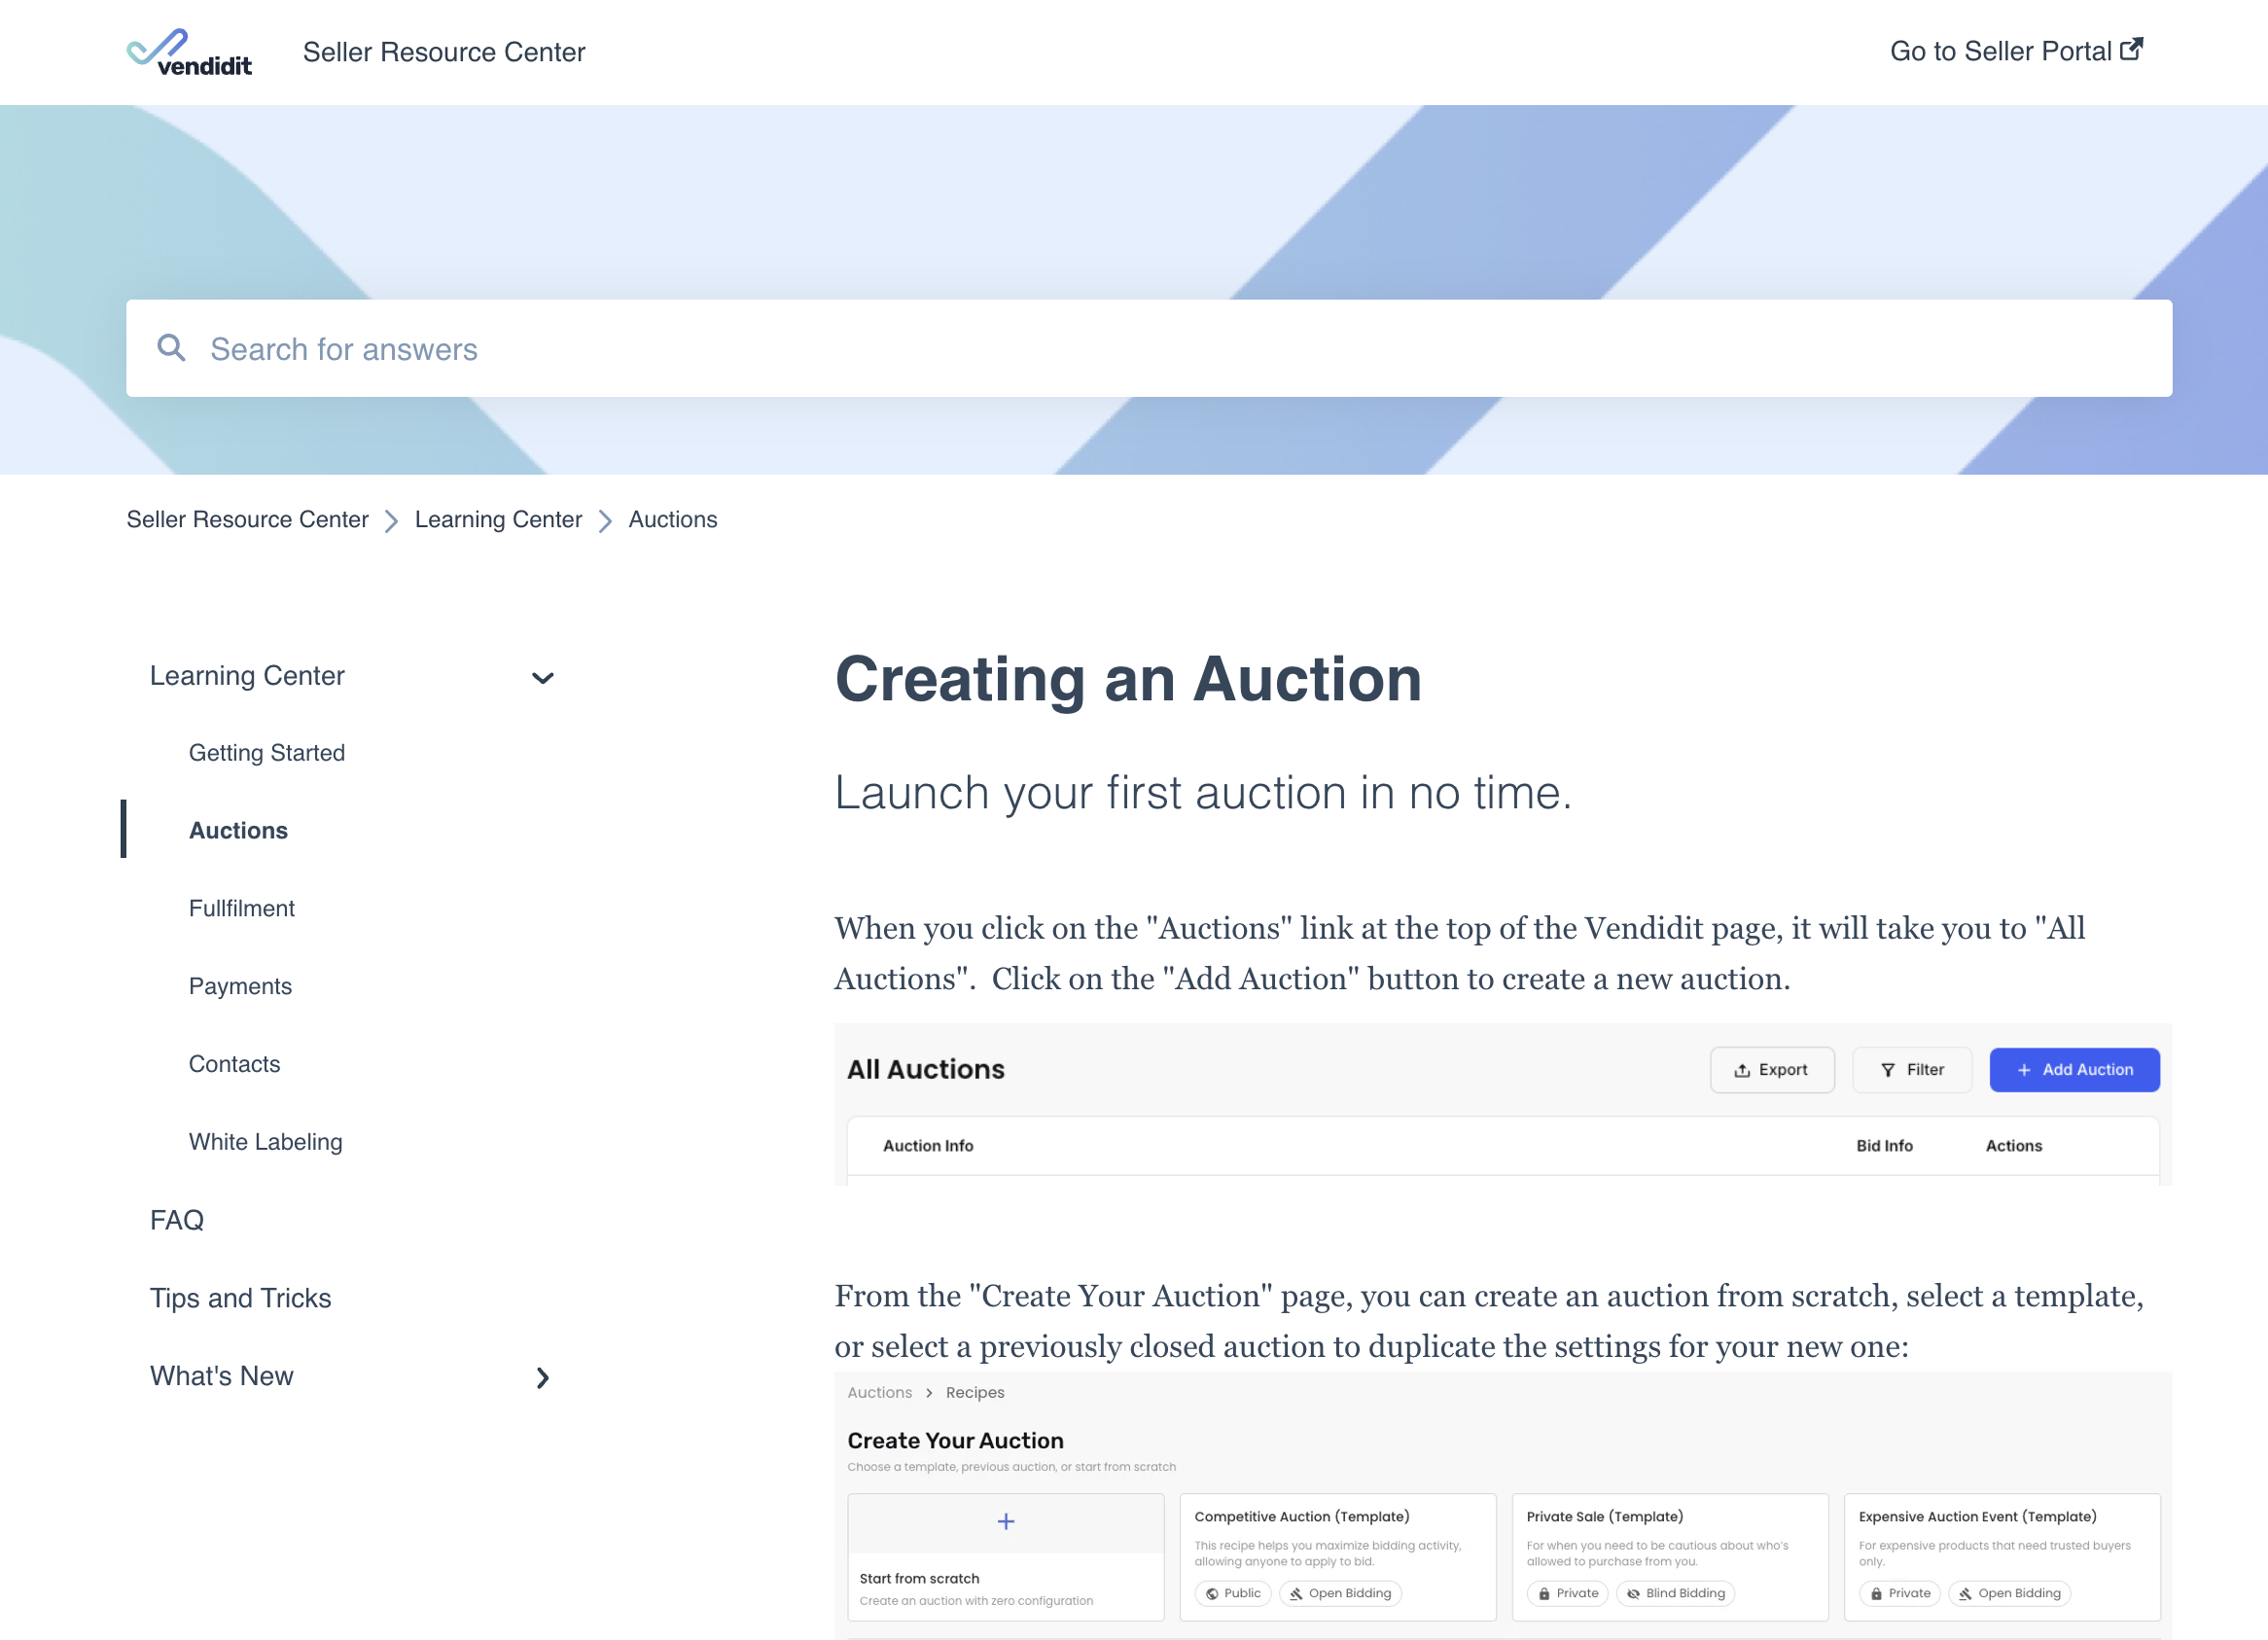 vendidit
Seller Resource Center
Go to Seller Portal
Search for answers
Seller Resource Center
Learning Center
Auctions
Learning Center
Getting Started
Auctions
Fullfilment
Payments
Contacts
White Labeling
FAQ
Tips and Tricks
What's New
Creating an Auction
Launch your first auction in no time.
When you click on the "Auctions" link at the top of the Vendidit page, it will take you to "All
Auctions".  Click on the "Add Auction" button to create a new auction.
All Auctions
Export
Filter
+ Add Auction
Auction Info
Bid Info
Actions
From the "Create Your Auction" page, you can create an auction from scratch, select a template,
or select a previously closed auction to duplicate the settings for your new one:
Auctions > Recipes
Create Your Auction
Choose a template, previous auction, or start from scratch
+
Start from scratch
Create an auction with zero configuration
Competitive Auction (Template)
This recipe helps you maximize bidding activity,
allowing anyone to apply to bid.
Public
Open Bidding
Private Sale (Template)
For when you need to be cautious about who's
allowed to purchase from you.
Private
Blind Bidding
Expensive Auction Event (Template)
For expensive products that need trusted buyers
only.
Private
Open Bidding